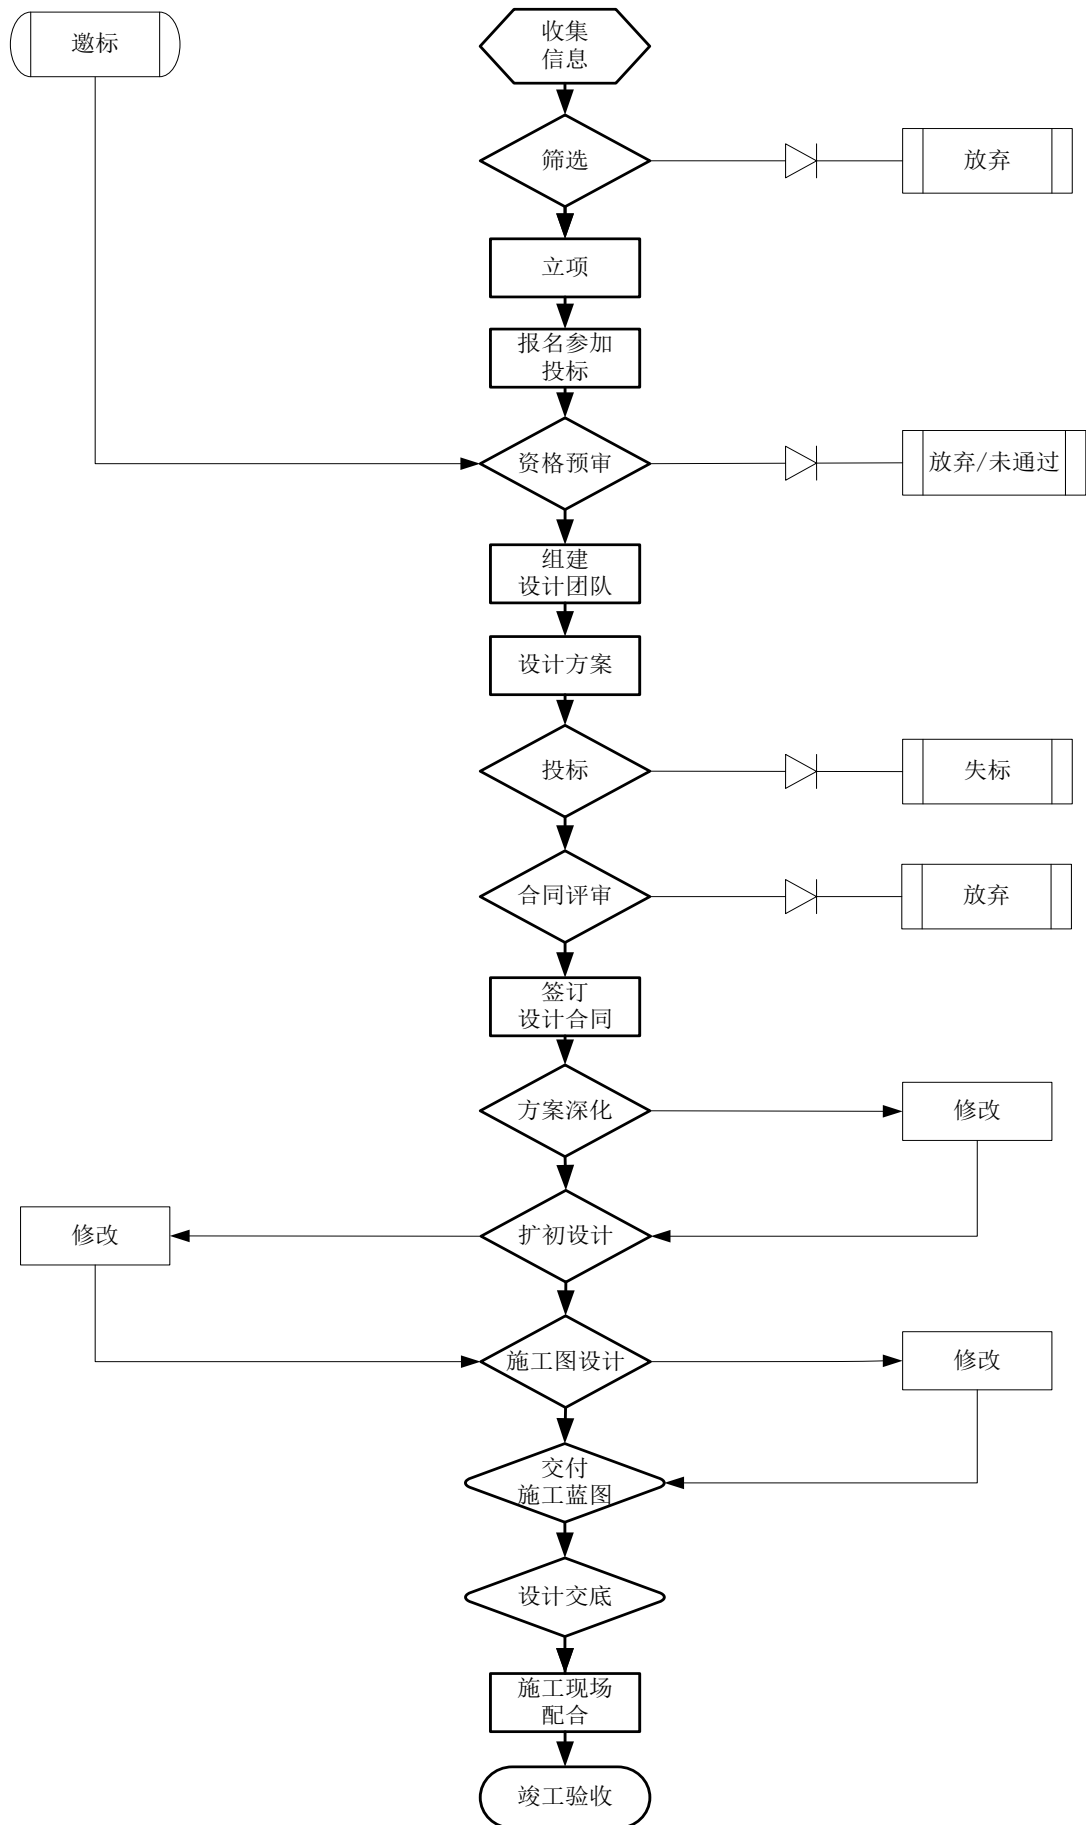 邀标
收集
信息
筛选
放弃
立项
报名参加
投标
资格预审
放弃/未通过
组建
设计团队
设计方案
投标
失标
合同评审
放弃
签订
设计合同
方案深化
修改
扩初设计
修改
施工图设计
修改
交付
施工蓝图
设计交底
施工现场
配合
竣工验收